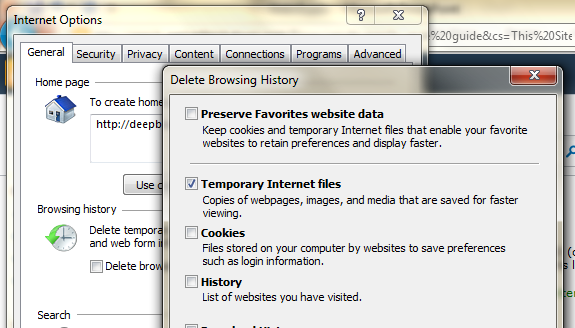 Internet Options
General Security Privacy Content Connections Programs Advanced
Home page
To create home
http://deepb
Use c
Browsing history
Delete tempora
and web form in
Delete brow
Search
%20guide&cs=This%20Site
Delete Browsing History
Preserve Favorites website data
Keep cookies and temporary Internet files that enable your favorite
websites to retain preferences and display faster.
Temporary Internet files
Copies of webpages, images, and media that are saved for faster
viewing.
Cookies
Files stored on your computer by websites to save preferences
such as login information.
History
List of websites you have visited.